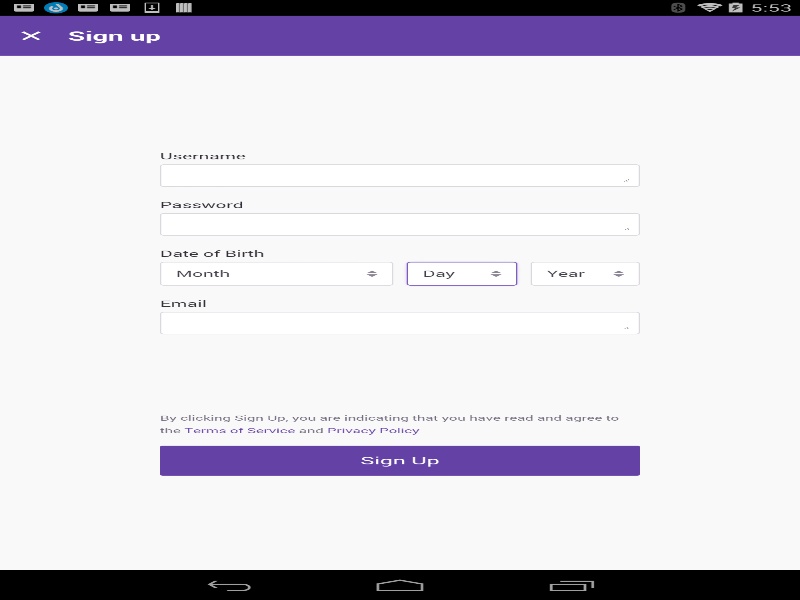 5:53
Sign up
Username
Password
Date of Birth
Month Day Year
Email
By clicking Sign Up, you are indicating that you have read and agree to
the Terms of Service and Privacy Policy
Sign Up